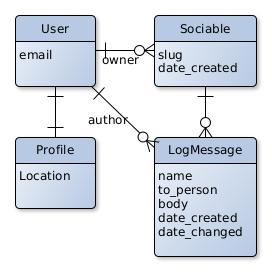 User
email
Sociable
slug
date_created
owner
author
Profile
Location
LogMessage
name
to_person
body
date_created
date_changed